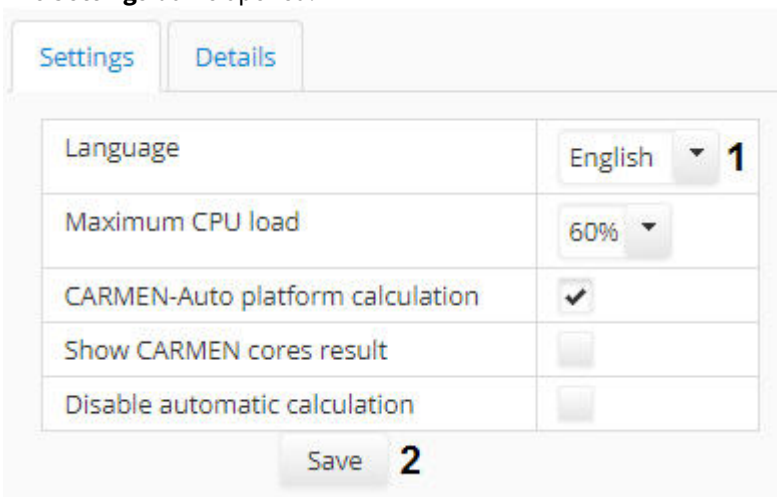 Settings Details
Language English 1
Maximum CPU load 60%
CARMEN-Auto platform calculation
Show CARMEN cores result
Disable automatic calculation
Save 2